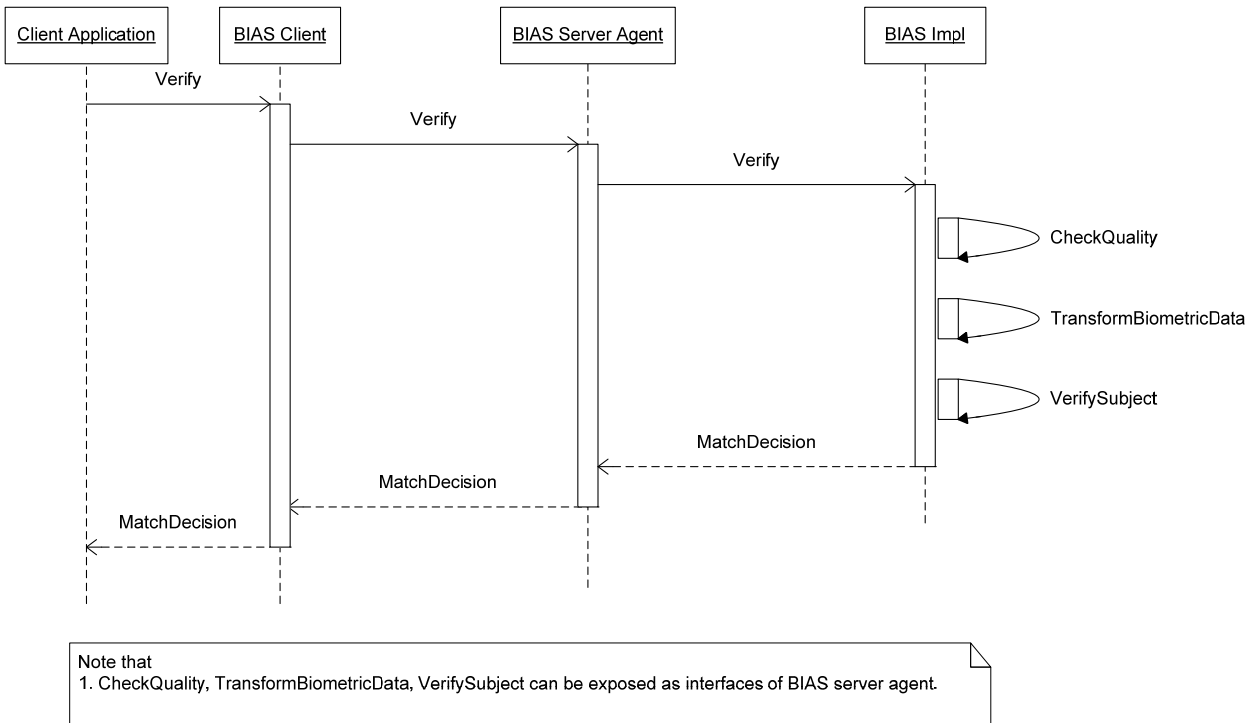 Client Application
BIAS Client
BIAS Server Agent
BIAS Impl
Verify
Verify
Verify
CheckQuality
TransformBiometricData
VerifySubject
MatchDecision
MatchDecision
MatchDecision
Note that
1. CheckQuality, TransformBiometricData, VerifySubject can be exposed as interfaces of BIAS server agent.